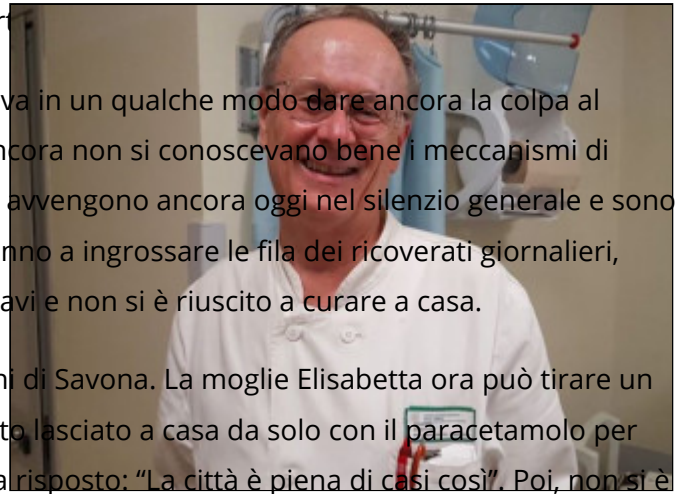 va in un qualche modo dare ancora la colpa al
ncora non si conoscevano bene i meccanismi di
avvengono ancora oggi nel silenzio generale e sono
nno a ingrossare le fila dei ricoverati giornalieri,
avi e non si è riuscito a curare a casa.
ni di Savona. La moglie Elisabetta ora può tirare un
to lasciato a casa da solo con il paracetamolo per
a risposto: “La città è piena di casi così”. Poi, non si è